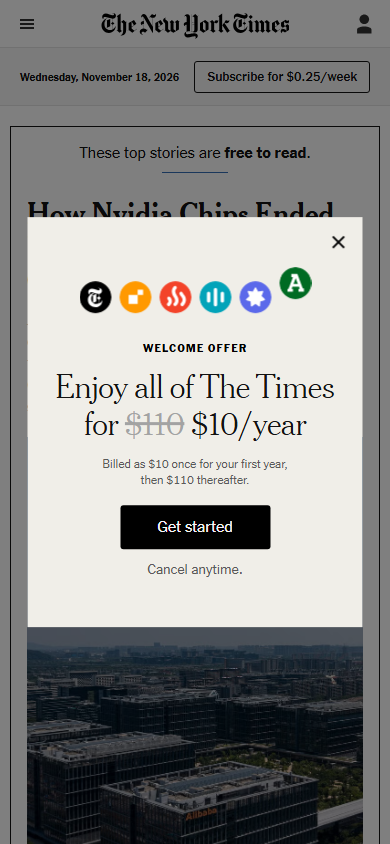 The New York Times
Wednesday, November 18, 2026
Subscribe for $0.25/week
These top stories are free to read.
How Nvidia Chips Ended
WELCOME OFFER
Enjoy all of The Times
for $110 $10/year
Billed as $10 once for your first year,
then $110 thereafter.
Get started
Cancel anytime.
Alibaba